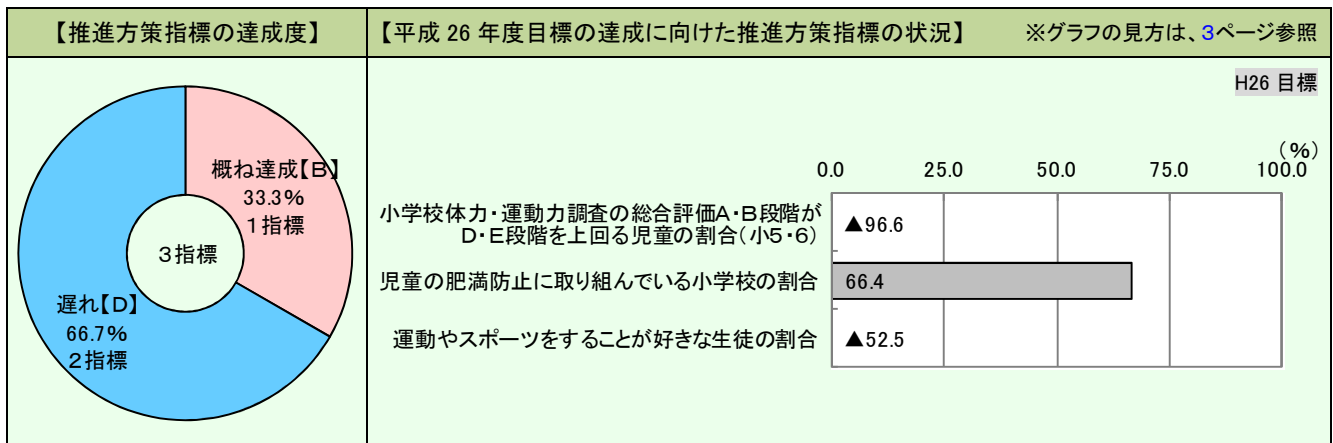 【推進方策指標の達成度】
【平成 26 年度目標の達成に向けた推進方策指標の状況】 ※グラフの見方は、3ページ参照
概ね達成【B】
33.3%
1指標
3指標
遅れ【D】
66.7%
2指標
H26 目標
(%)
0.0 25.0 50.0 75.0 100.0
小学校体力・運動力調査の総合評価A・B段階が
D・E段階を上回る児童の割合(小5・6)
▲96.6
児童の肥満防止に取り組んでいる小学校の割合
66.4
運動やスポーツをすることが好きな生徒の割合
▲52.5